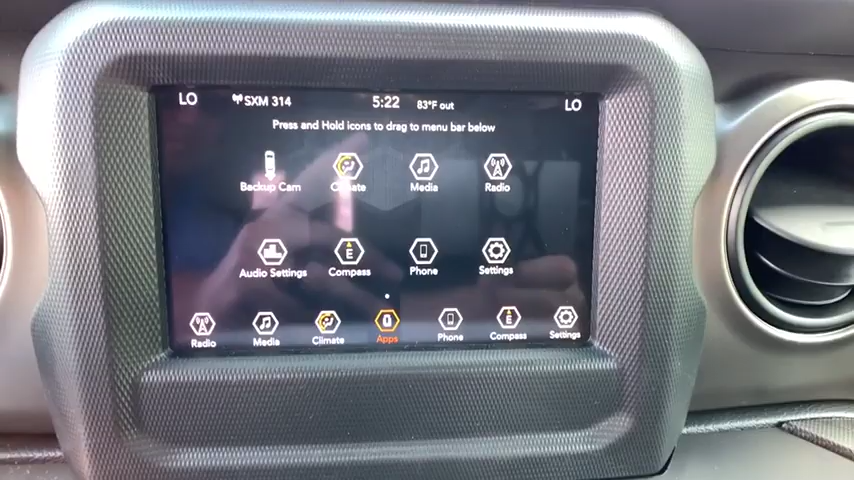 LO SXM 314 5:22 83°F out LO
Press and Hold icons to drag to menu bar below
Backup Cam Climate Media Radio
E
Audio Settings Compass Phone Settings
E
Radio Media Climate Apps Phone Compass Settings